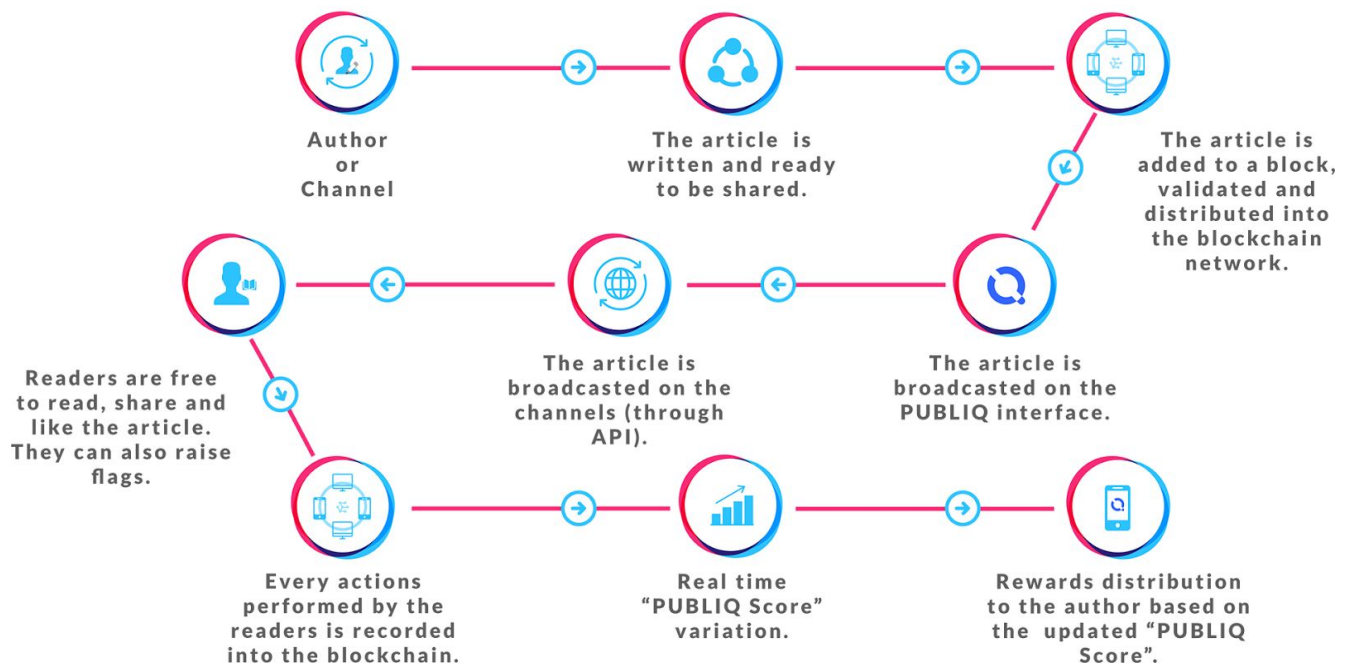 Author
or
Channel
The article is
written and ready
to be shared.
The article is
added to a block,
validated and
distributed into
the blockchain
network.
The article is
broadcasted on the
PUBLIQ interface.
The article is
broadcasted on the
channels (through
API).
Readers are free
to read, share and
like the article.
They can also raise
flags.
Every actions
performed by the
readers is recorded
into the blockchain.
Real time
“PUBLIQ Score”
variation.
Rewards distribution
to the author based on
the updated “PUBLIQ
Score”.